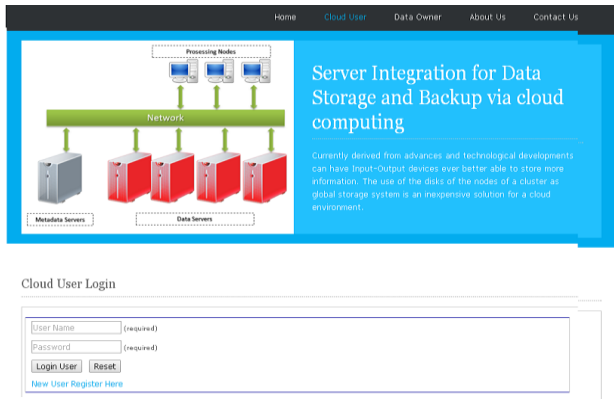 Home Cloud User Data Owner About Us Contact Us
Prosessing Nodes
Network
Metadata Servers
Data Servers
Server Integration for Data
Storage and Backup via cloud
computing
Currently derived from advances and technological developments
can have Input-Output devices ever better able to store more
information. The use of the disks of the nodes of a cluster as
global storage system is an inexpensive solution for a cloud
environment.
Cloud User Login
User Name (required)
Password (required)
Login User Reset
New User Register Here